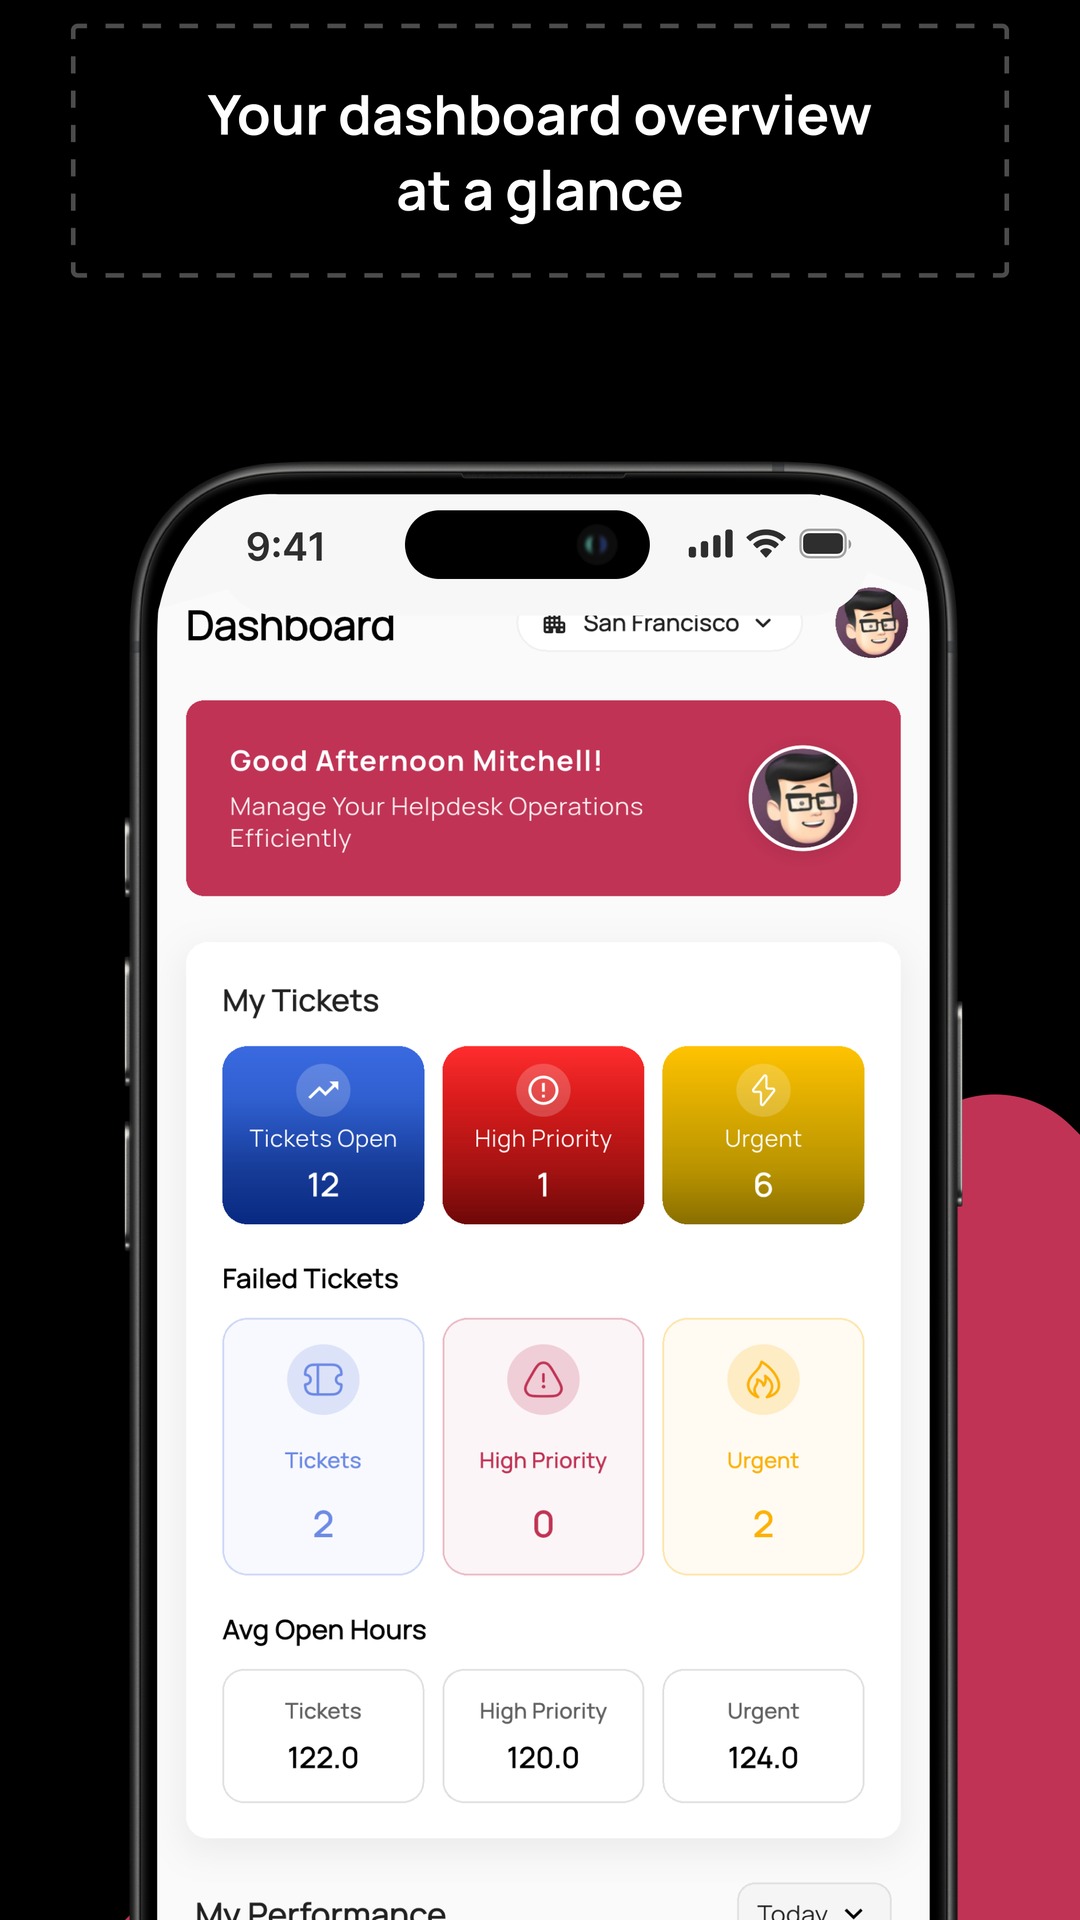 Your dashboard overview
at a glance
9:41
Dashboard
San Francisco
Good Afternoon Mitchell!
Manage Your Helpdesk Operations
Efficiently
My Tickets
Tickets Open
High Priority
Urgent
12
1
6
Failed Tickets
Tickets
High Priority
Urgent
2
0
2
Avg Open Hours
Tickets
High Priority
Urgent
122.0
120.0
124.0
My Performance
Today